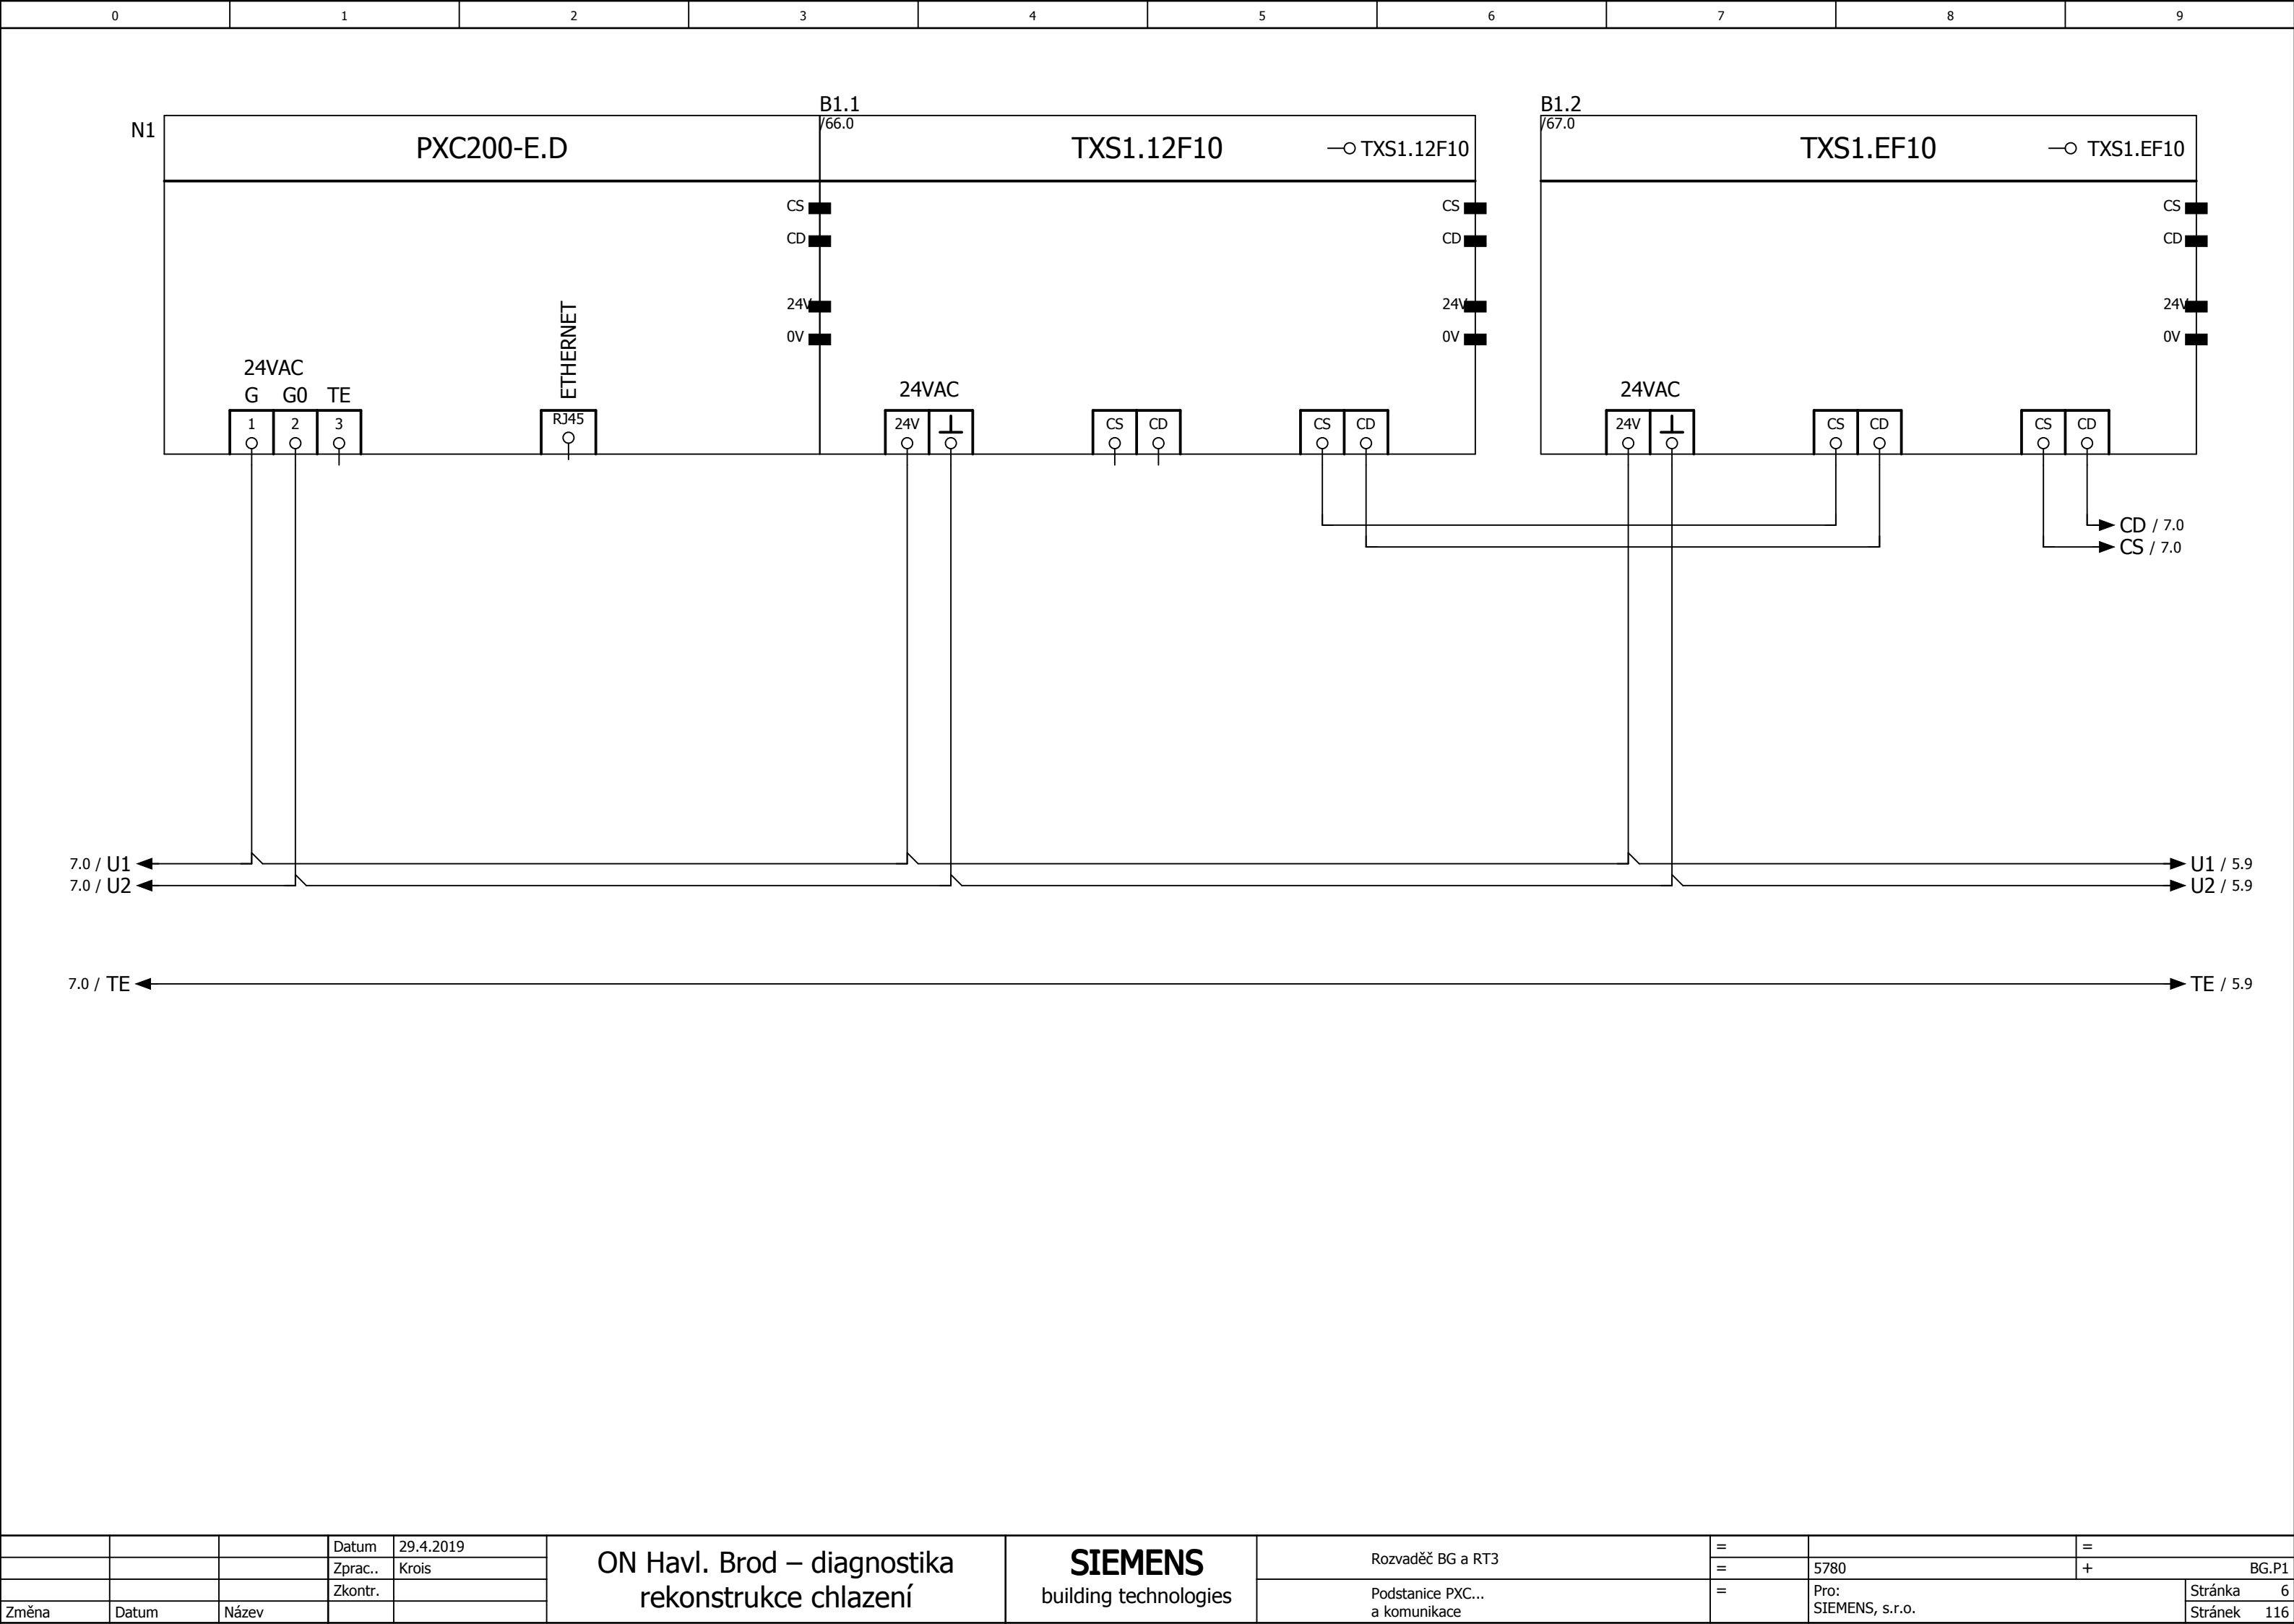 0 1 2 3 4 5 6 7 8 9
B1.1 B1.2
N1 /66.0 /67.0
PXC200-E.D TXS1.12F10 TXS1.12F10 TXS1.EF10 TXS1.EF10
CS CS CS
CD CD CD
24V 24V 24V
0V 0V 0V
ETHERNET
24VAC 24VAC 24VAC
G G0 TE
1 2 3 RJ45 24V CS CD CS CD 24V CS CD CS CD
CD / 7.0
CS / 7.0
7.0 / U1 U1 / 5.9
7.0 / U2 U2 / 5.9
7.0 / TE TE / 5.9
Datum 29.4.2019
Zprac.. Krois
Zkontr.
Změna Datum Název
ON Havl. Brod – diagnostika
rekonstrukce chlazení
SIEMENS
building technologies
Rozvaděč BG a RT3
Podstanice PXC...
a komunikace
= =
= 5780 + BG.P1
= Pro:
SIEMENS, s.r.o.
Stránka 6
Stránek 116